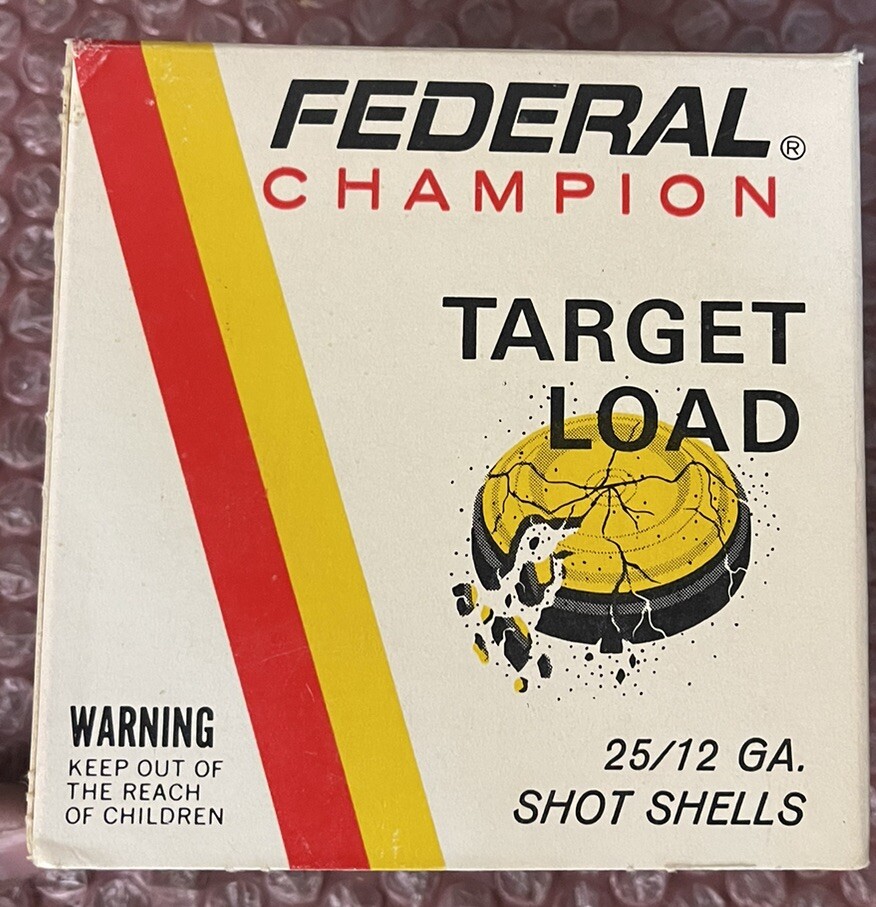 FEDERAL®
CHAMPION
TARGET
LOAD
WARNING
KEEP OUT OF
THE REACH
OF CHILDREN
25/12 GA.
SHOT SHELLS